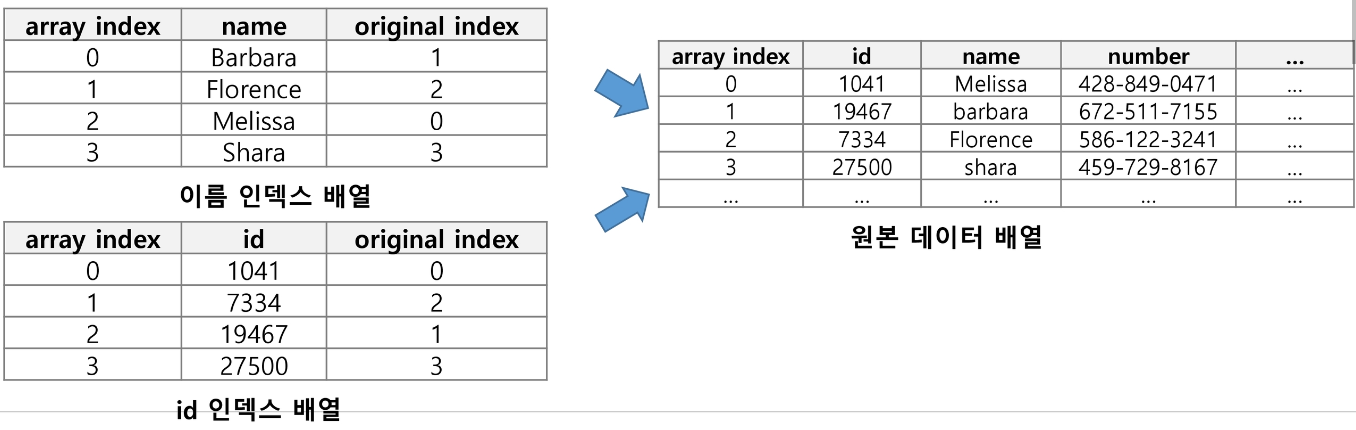 array index name original index
0 Barbara 1
1 Florence 2
2 Melissa 0
3 Shara 3
이름 인덱스 배열
array index id original index
0 1041 0
1 7334 2
2 19467 1
3 27500 3
id 인덱스 배열
array index id name number ...
0 1041 Melissa 428-849-0471 ...
1 19467 barbara 672-511-7155 ...
2 7334 Florence 586-122-3241 ...
3 27500 shara 459-729-8167 ...
... ... ... ... ...
원본 데이터 배열